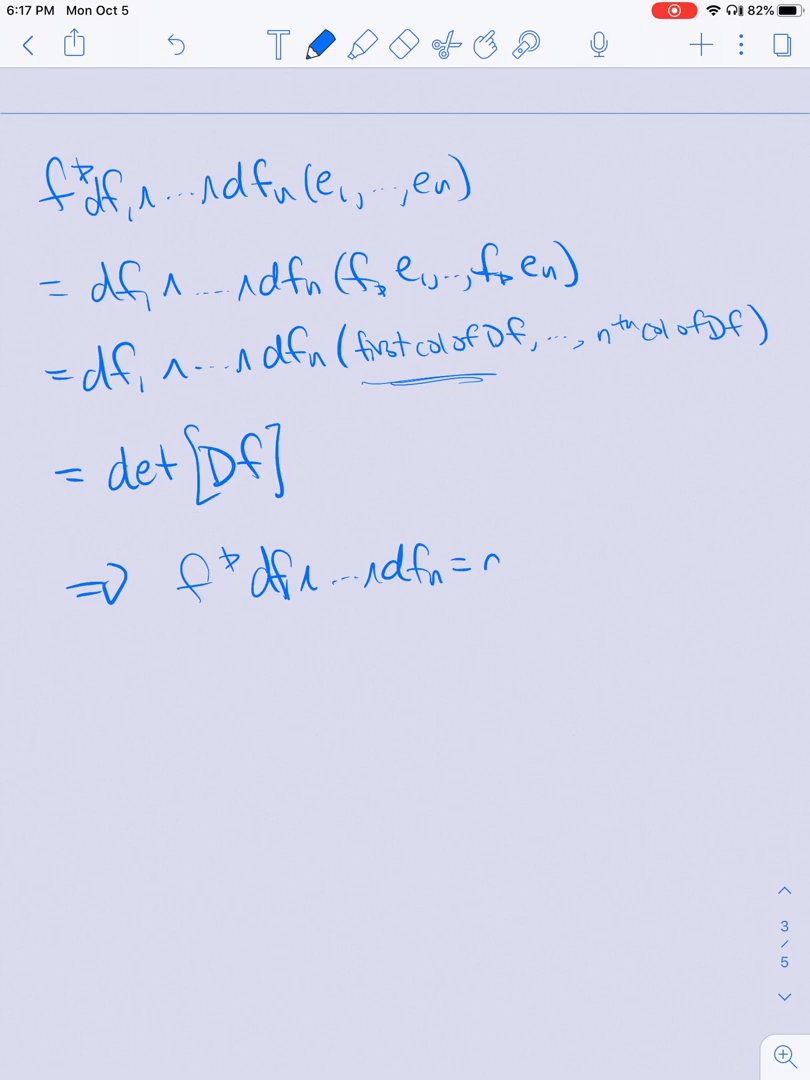 6:17 PM Mon Oct 5 82%
f* df₁ ∧ ... ∧ dfₙ (e₁, ..., eₙ)
= df₁ ∧ ... ∧ dfₙ (f* e₁, ..., f* eₙ)
= df₁ ∧ ... ∧ dfₙ (first col of Df, ..., nᵗʰ col of Df)
= det [Df]
⇒ f* df₁ ∧ ... ∧ dfₙ =
3
/
5